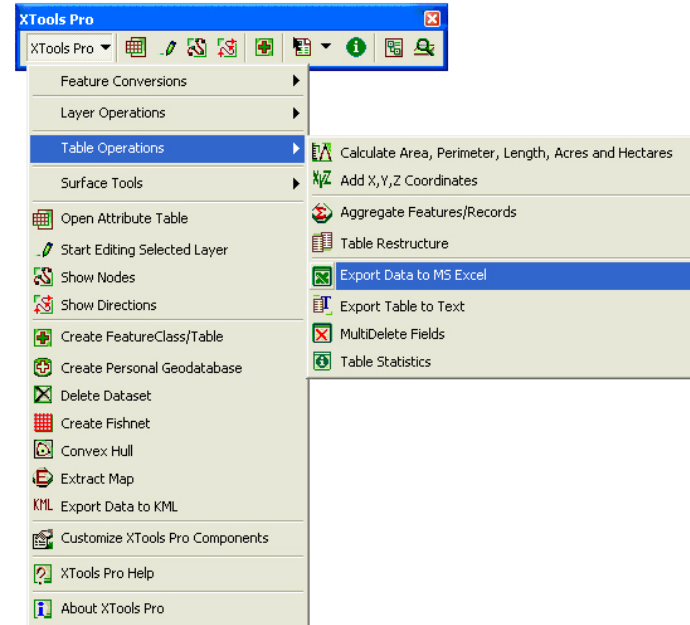 XTools Pro
XTools Pro
Feature Conversions
Layer Operations
Table Operations
Surface Tools
Open Attribute Table
Start Editing Selected Layer
Show Nodes
Show Directions
Create FeatureClass/Table
Create Personal Geodatabase
Delete Dataset
Create Fishnet
Convex Hull
Extract Map
KML Export Data to KML
Customize XTools Pro Components
XTools Pro Help
About XTools Pro
Calculate Area, Perimeter, Length, Acres and Hectares
XYZ Add X,Y,Z Coordinates
Aggregate Features/Records
Table Restructure
Export Data to MS Excel
Export Table to Text
MultiDelete Fields
Table Statistics